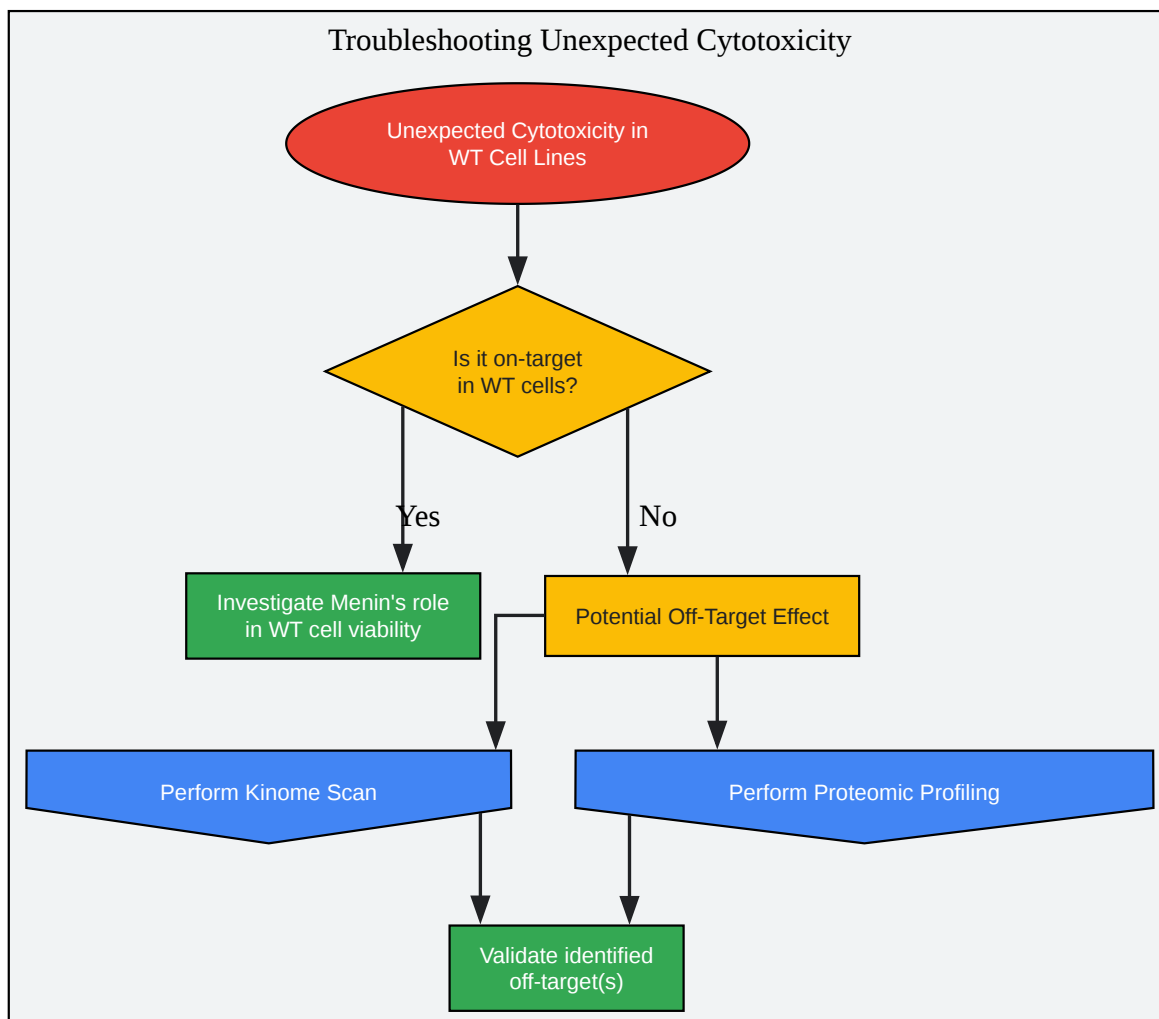 Troubleshooting Unexpected Cytotoxicity
Unexpected Cytotoxicity in
WT Cell Lines
Is it on-target
in WT cells?
Yes
No
Investigate Menin's role
in WT cell viability
Potential Off-Target Effect
Perform Kinome Scan
Perform Proteomic Profiling
Validate identified
off-target(s)